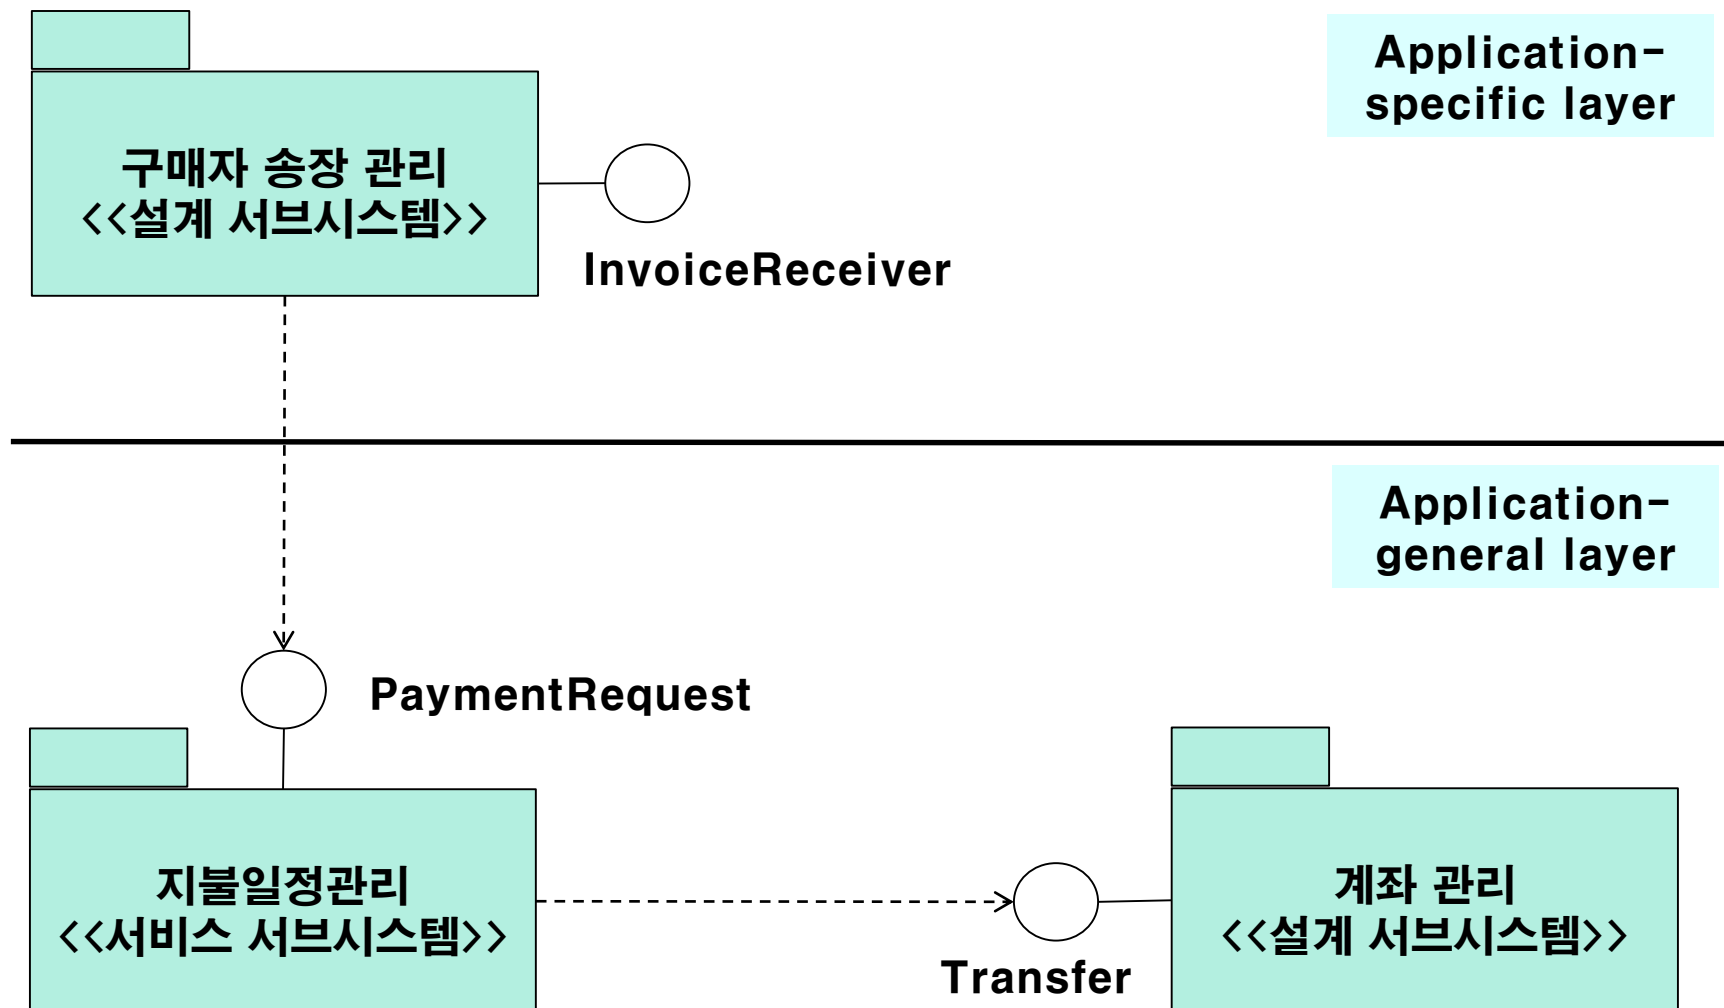 Application-
specific layer
구매자 송장 관리
<<설계 서브시스템>>
InvoiceReceiver
Application-
general layer
PaymentRequest
지불일정관리
<<서비스 서브시스템>>
계좌 관리
<<설계 서브시스템>>
Transfer